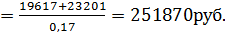 = 19617+23201 / 0,17 = 251870руб.